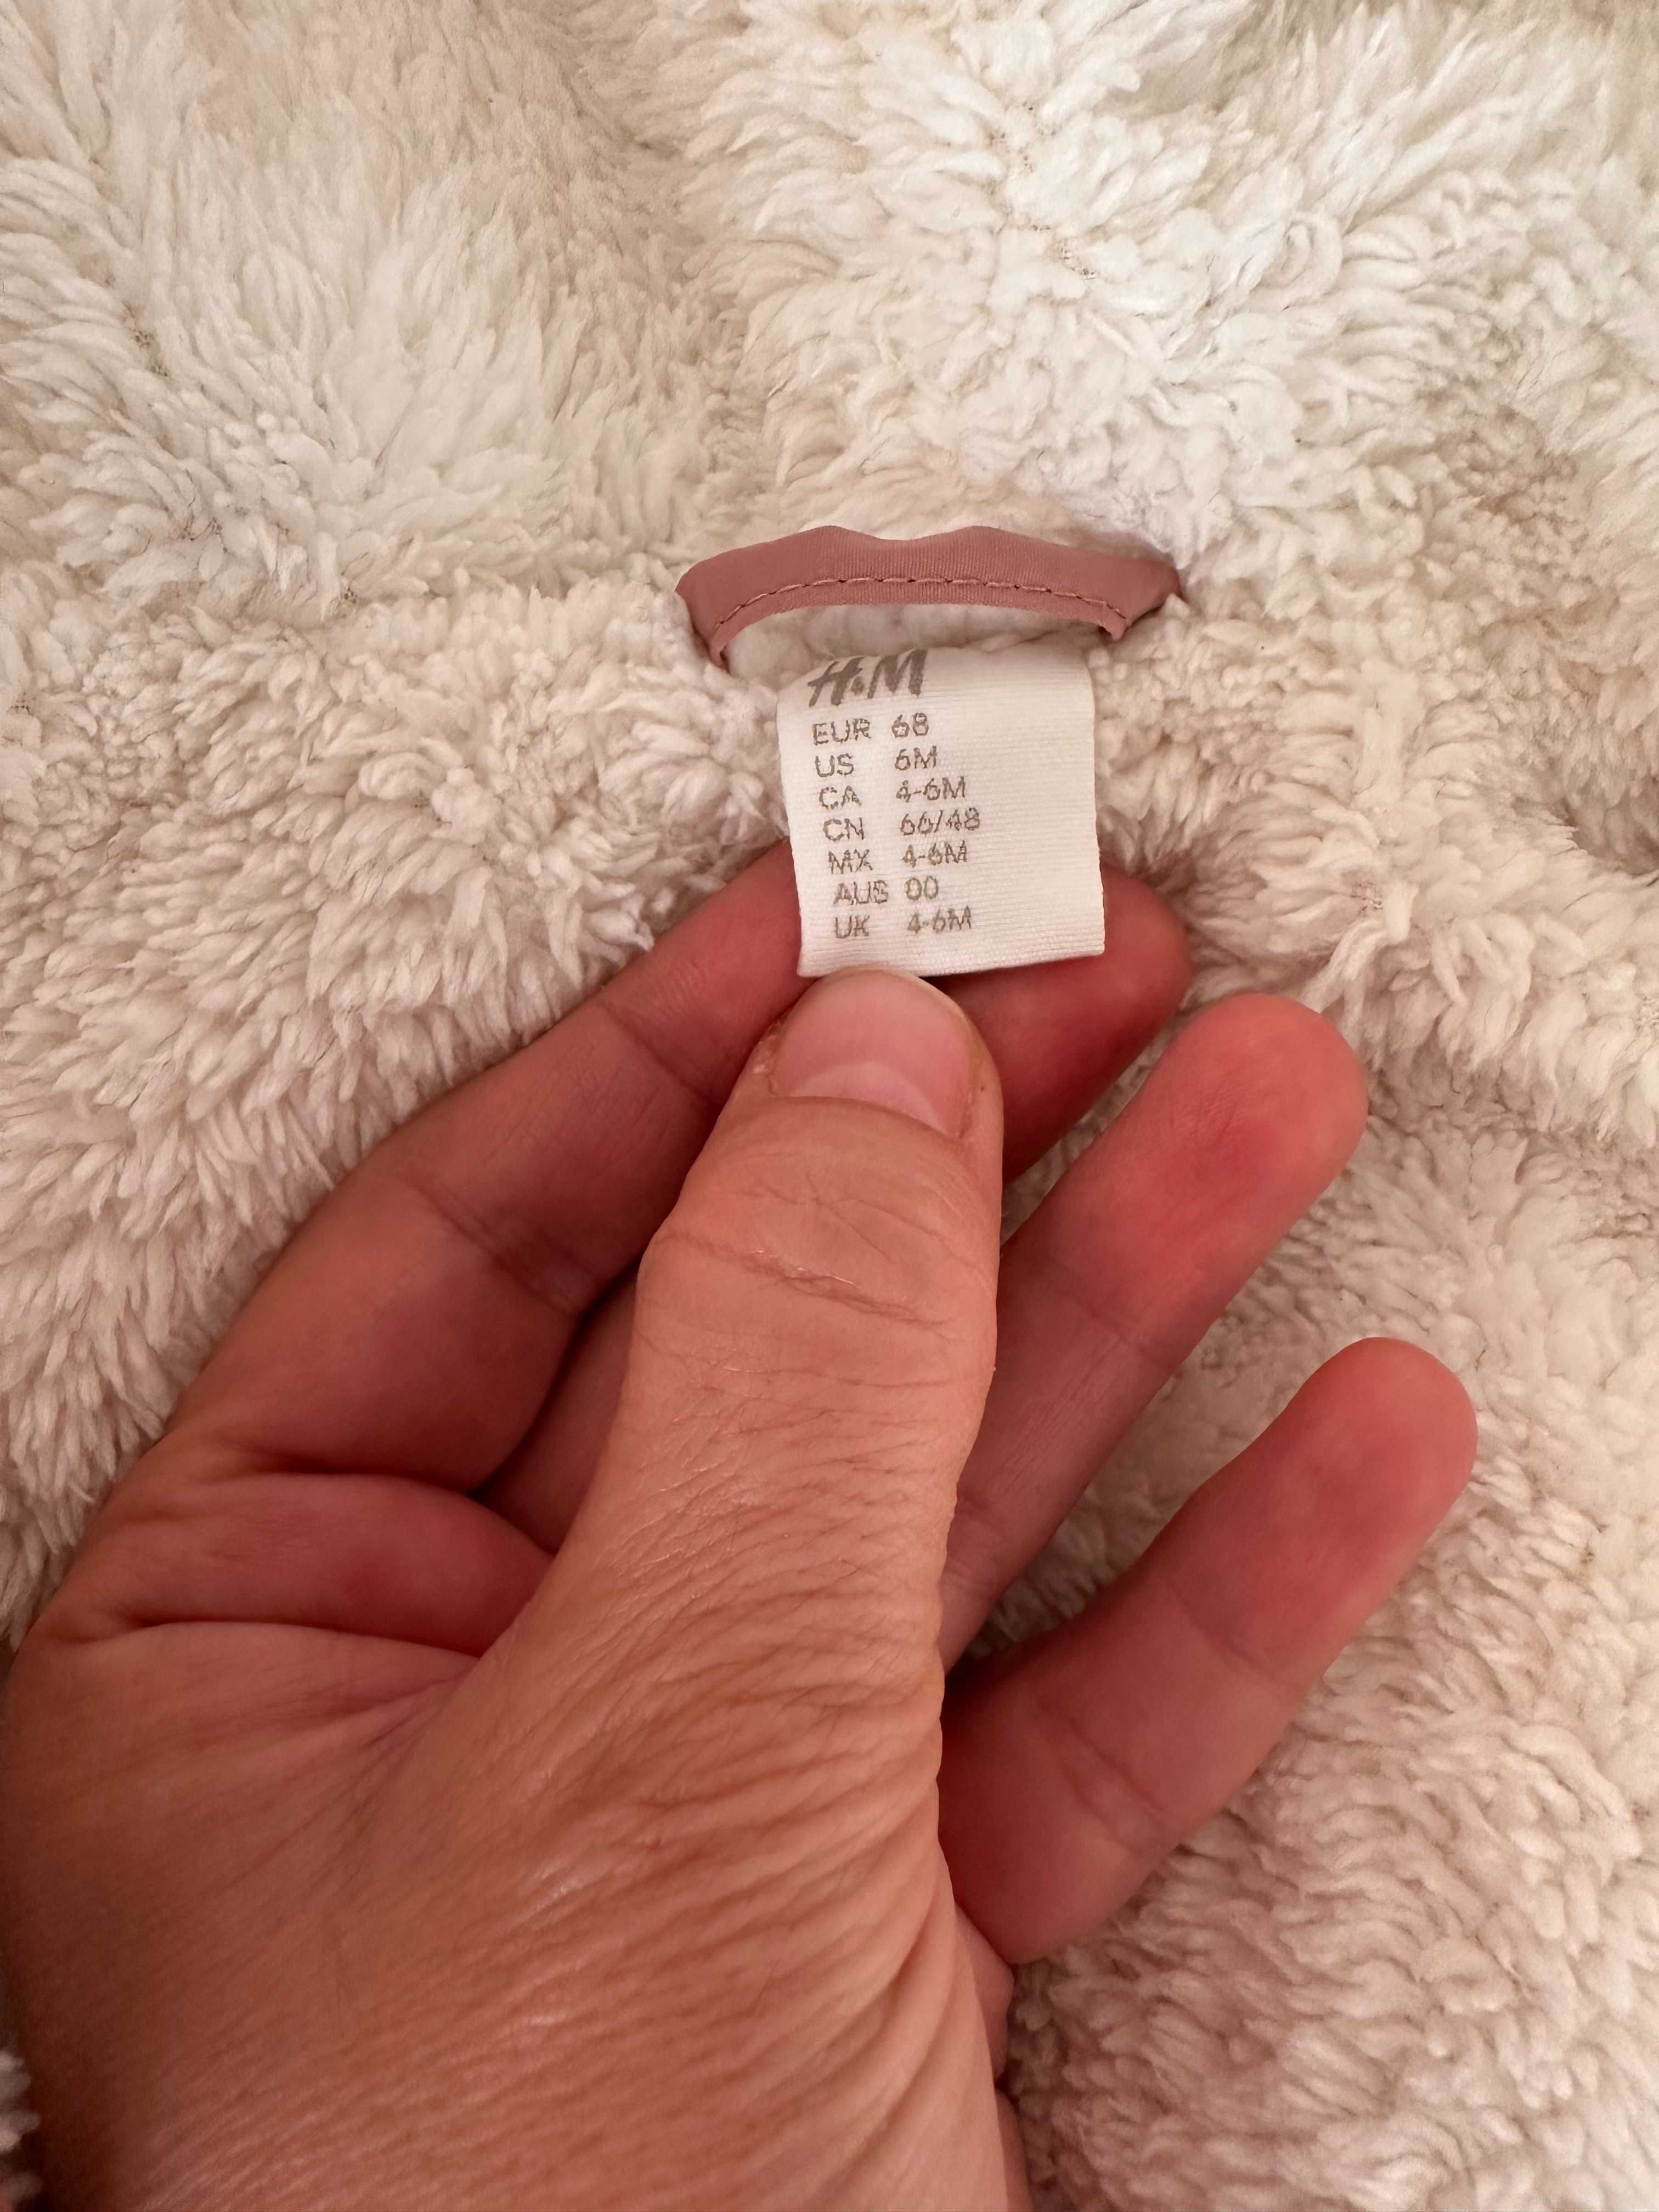 H&M
EUR 68
US 6M
CA 4-6M
CN 66/48
MX 4-6M
AUS 00
UK 4-6M